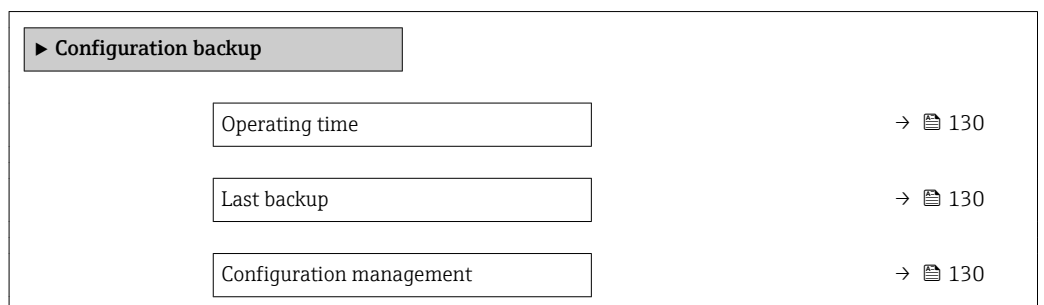 ► Configuration backup
Operating time → 130
Last backup → 130
Configuration management → 130